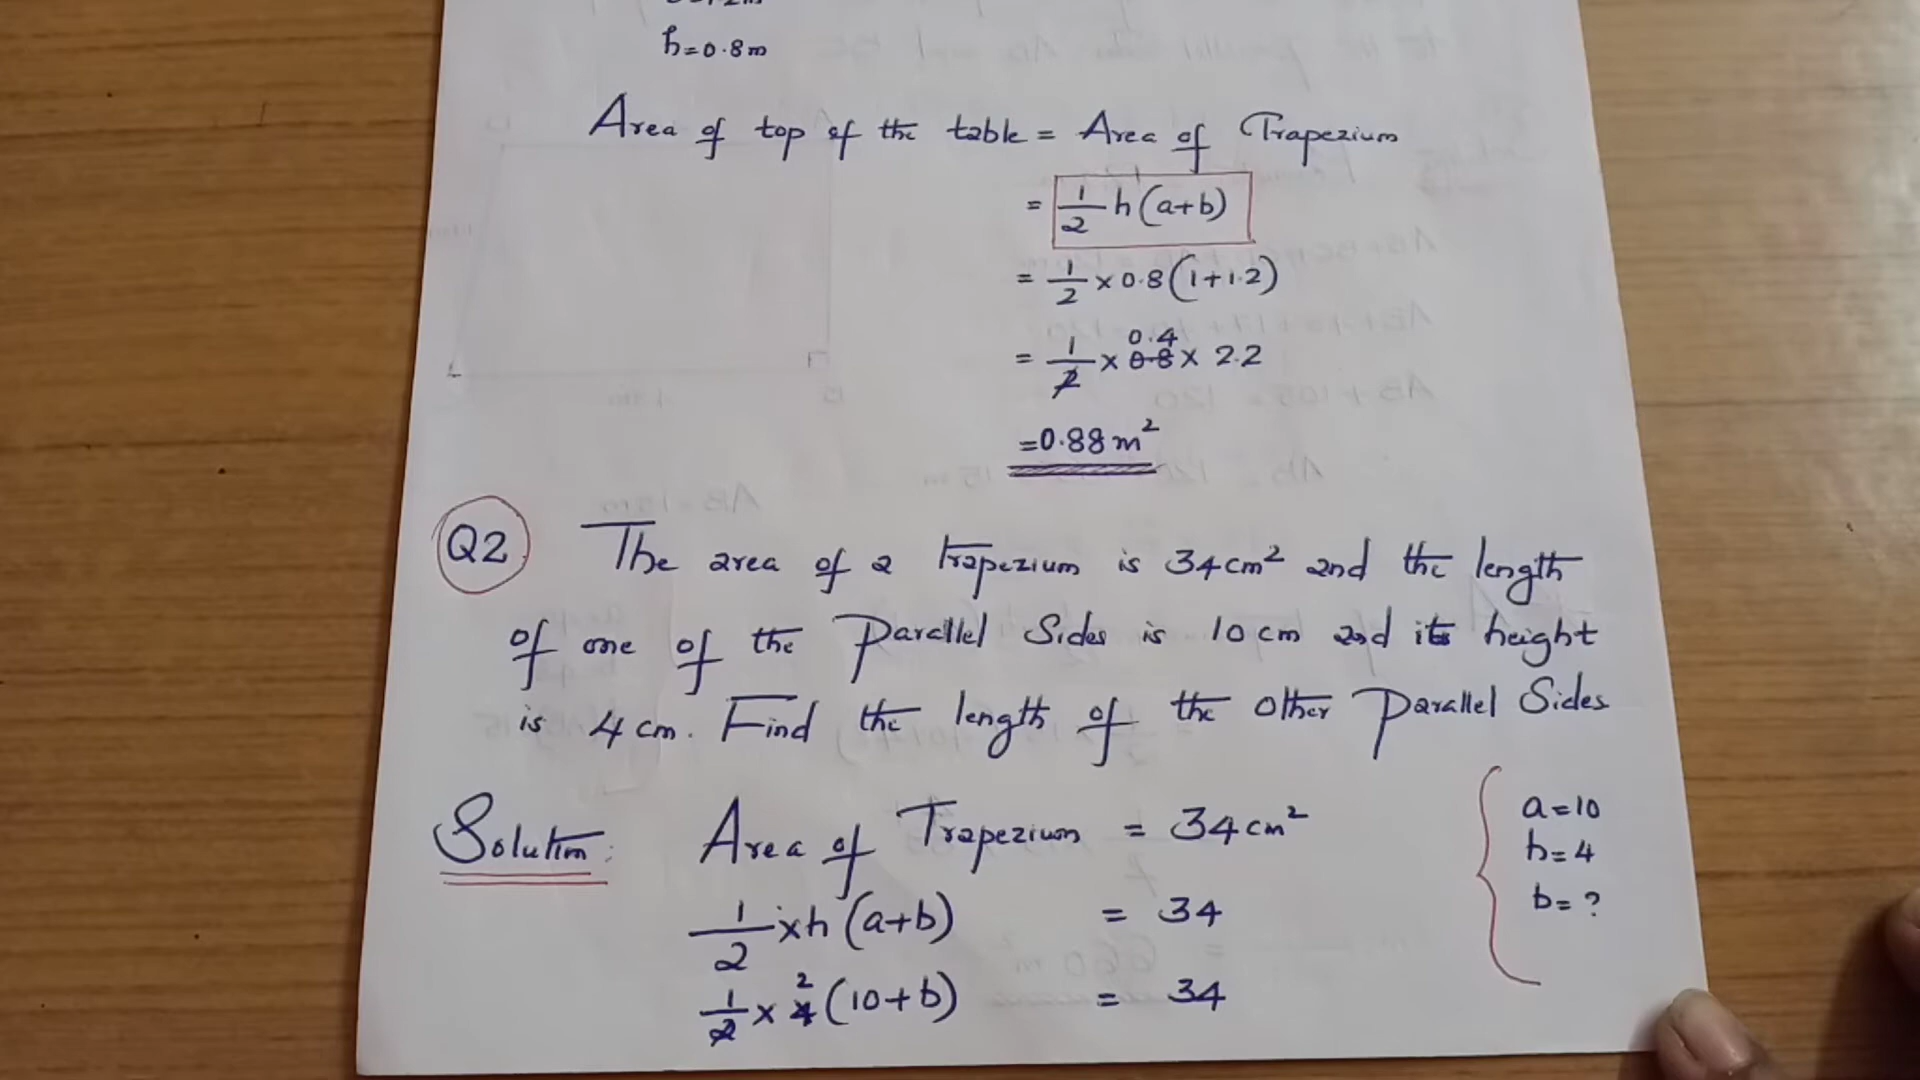 h=0.8m
Area of top of the table = Area of Trapezium
= 1/2 h(a+b)
= 1/2 × 0.8(1+1.2)
= 1/2 × 0.8 0.4 × 2.2
=0.88m²
Q2 The area of a trapezium is 34cm² and the length
of one of the Parallel Sides is 10 cm and its height
is 4 cm. Find the length of the other Parallel Sides
Solution: Area of Trapezium = 34cm²
1/2 ×h (a+b) = 34
1/2 × 4 2 (10+b) = 34
a=10
h=4
b=?